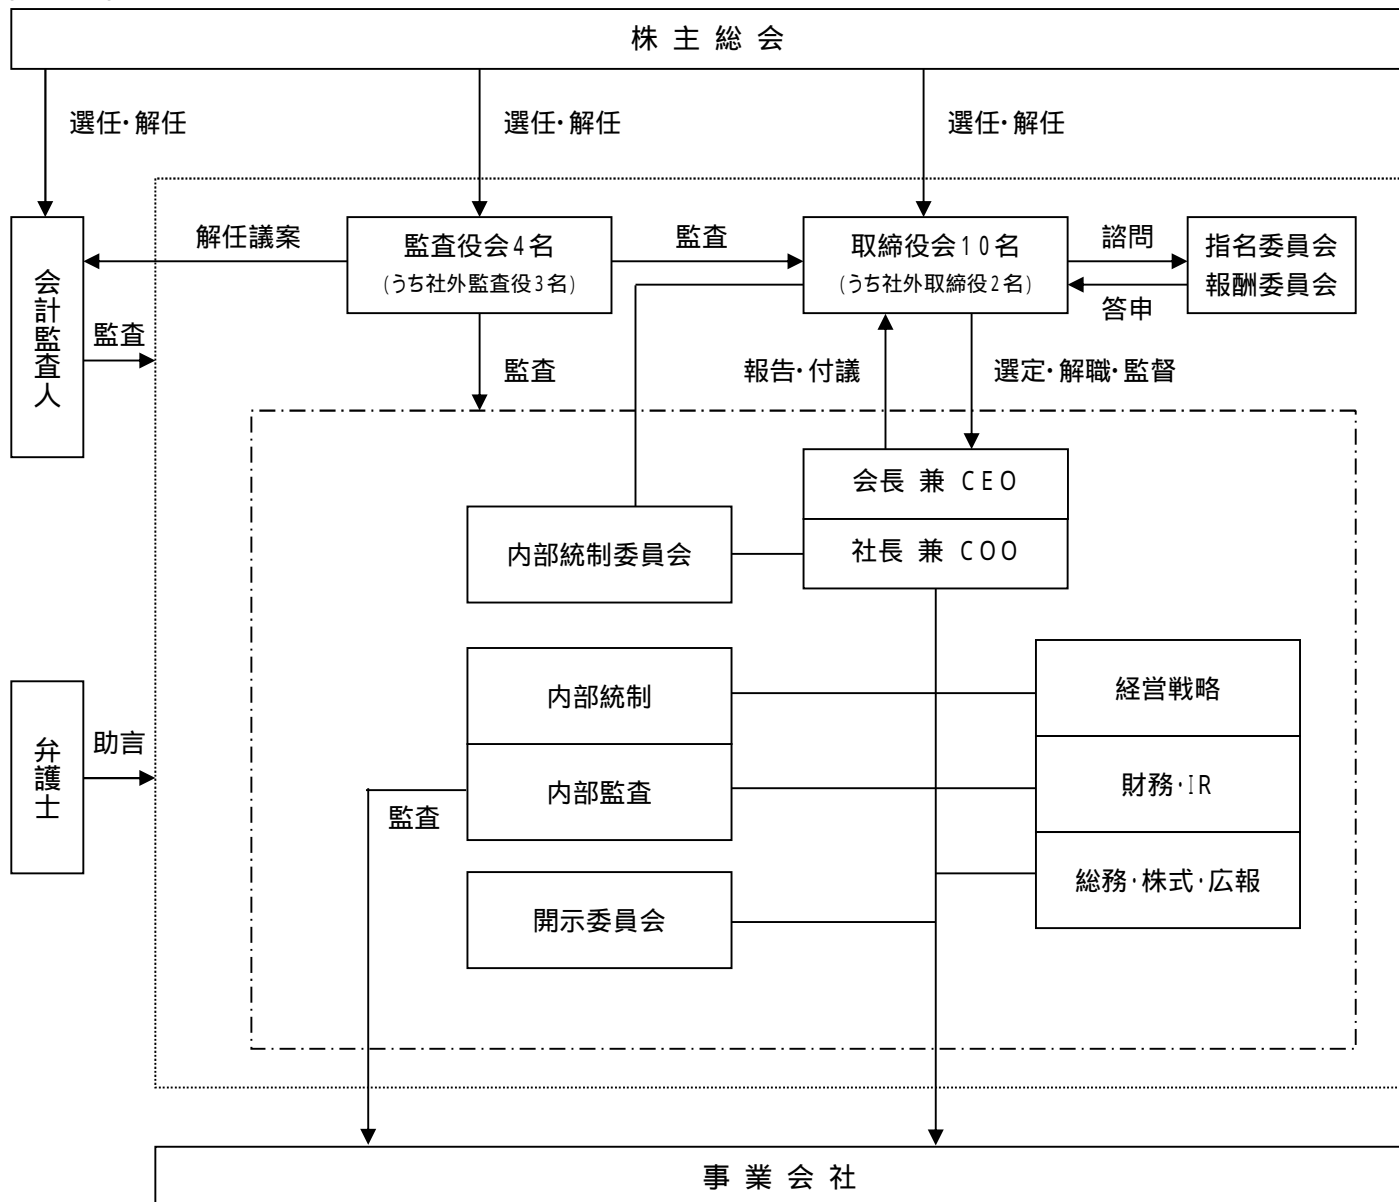 株主総会
選任・解任
選任・解任
選任・解任
解任議案
監査役会4名
(うち社外監査役3名)
監査
取締役会10名
(うち社外取締役2名)
諮問
答申
指名委員会
報酬委員会
会計監査人
監査
監査
報告・付議
選定・解職・監督
会長 兼 CEO
社長 兼 COO
内部統制委員会
内部統制
内部監査
監査
開示委員会
経営戦略
財務・IR
総務・株式・広報
弁護士
助言
事業会社